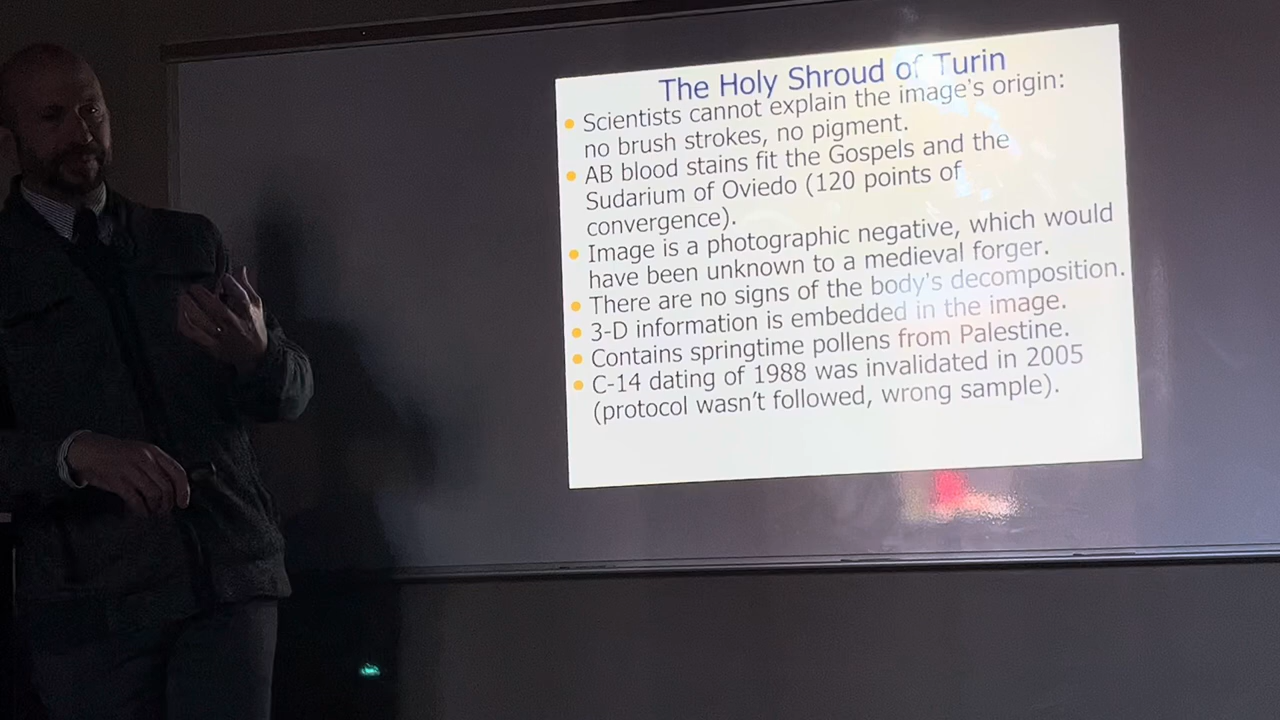 The Holy Shroud of Turin
• Scientists cannot explain the image's origin:
no brush strokes, no pigment.
• AB blood stains fit the Gospels and the
Sudarium of Oviedo (120 points of
convergence).
• Image is a photographic negative, which would
have been unknown to a medieval forger.
• There are no signs of the body's decomposition.
• 3-D information is embedded in the image.
• Contains springtime pollens from Palestine.
• C-14 dating of 1988 was invalidated in 2005
(protocol wasn't followed, wrong sample).